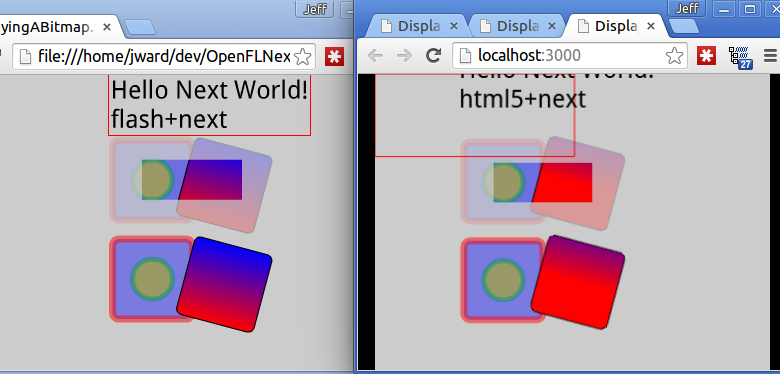 Jeff
yingABitmap.
file:///home/jward/dev/OpenFLNex
Hello Next World!
flash+next
Jeff
Displa
Displa
Displa
localhost:3000
27
Hello Next World!
html5+next